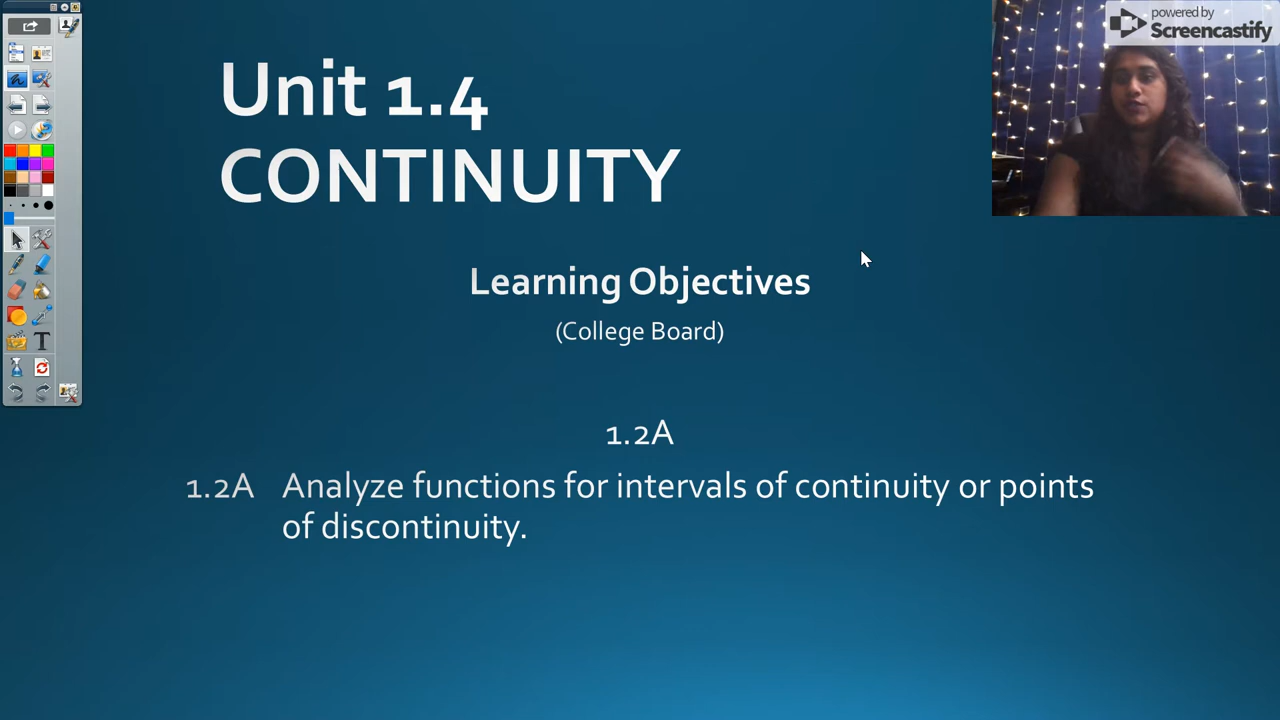 powered by
Screencastify
Unit 1.4
CONTINUITY
Learning Objectives
(College Board)
1.2A
1.2A Analyze functions for intervals of continuity or points
of discontinuity.